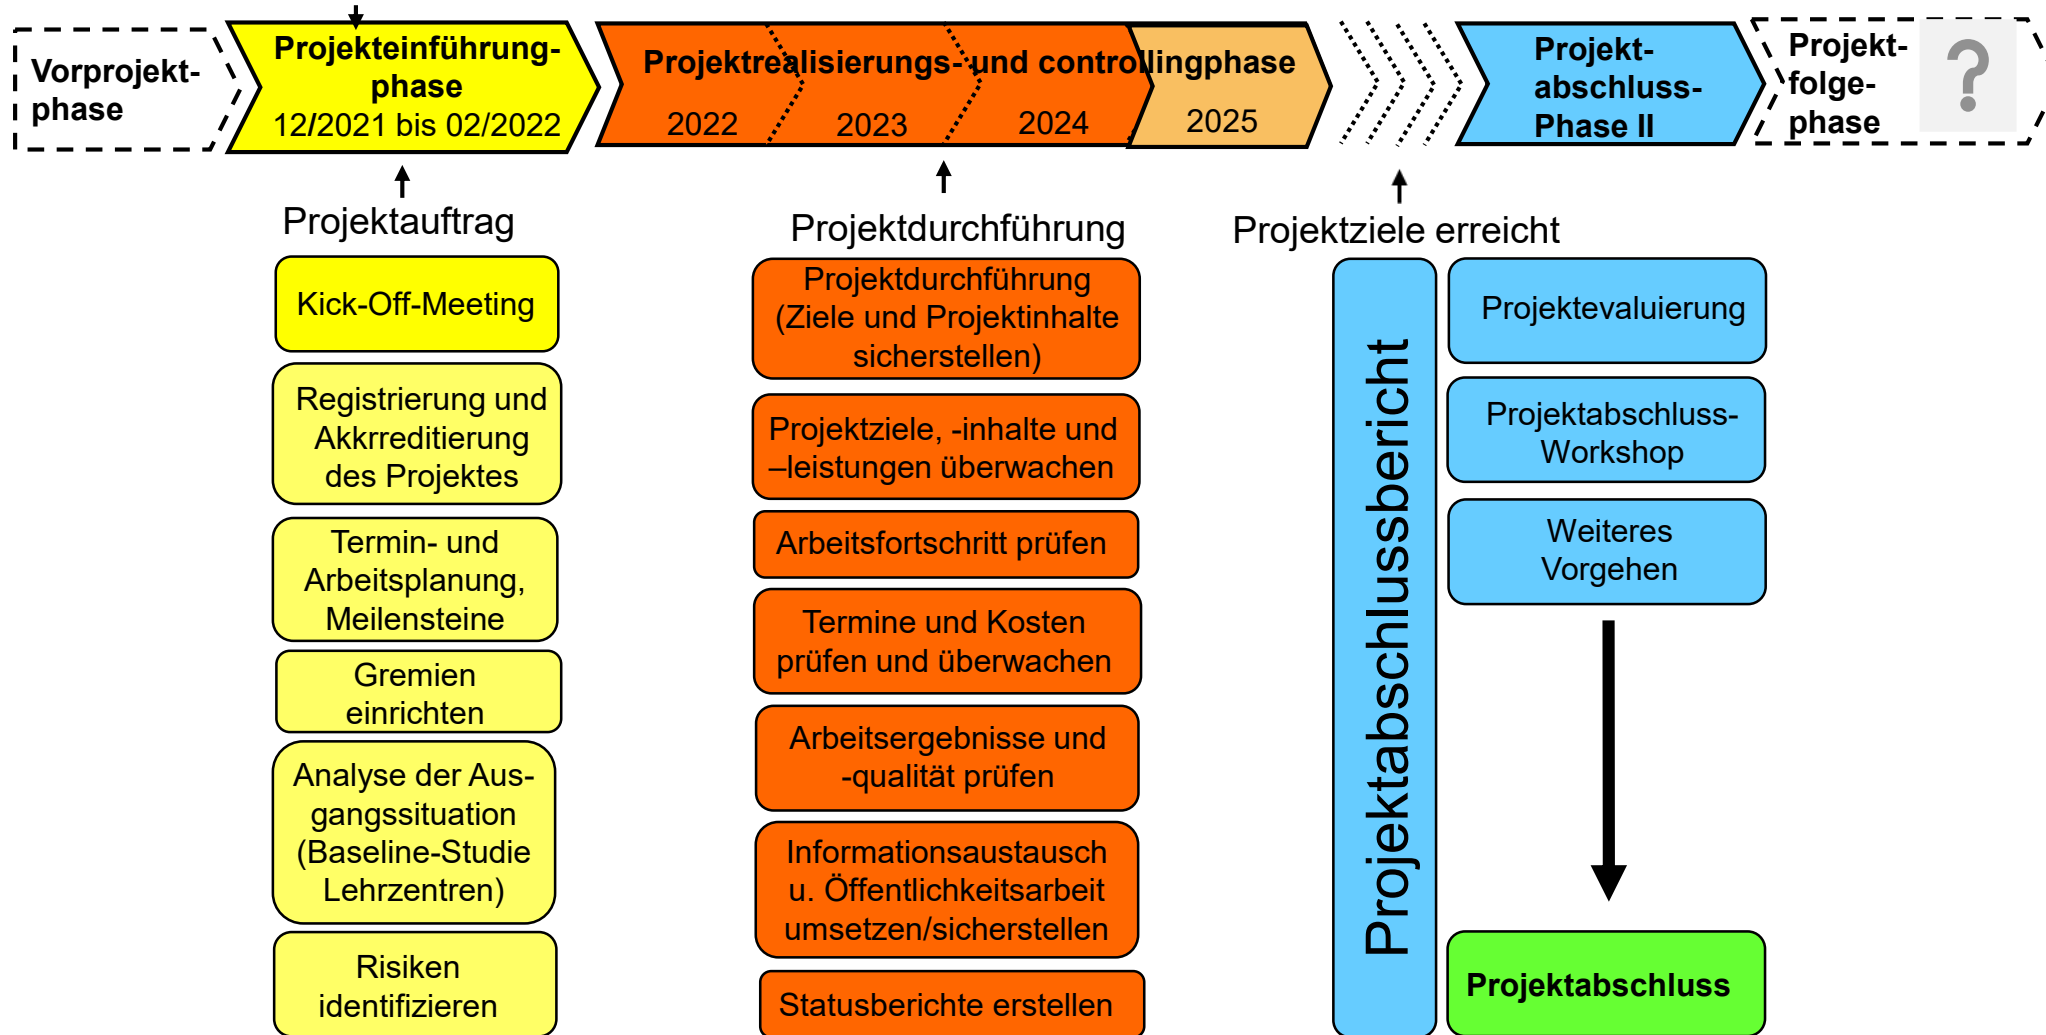 Vorprojekt-
phase
Projekteinführung-
phase
12/2021 bis 02/2022
Projektrealisierungs- und controllingphase
2022
2023
2024
2025
Projekt-
abschluss-
Phase II
Projekt-
folge-
phase
?
Projektauftrag
Kick-Off-Meeting
Registrierung und
Akkrreditierung
des Projektes
Termin- und
Arbeitsplanung,
Meilensteine
Gremien
einrichten
Analyse der Aus-
gangssituation
(Baseline-Studie
Lehrzentren)
Risiken
identifizieren
Projektdurchführung
Projektdurchführung
(Ziele und Projektinhalte
sicherstellen)
Projektziele, -inhalte und
–leistungen überwachen
Arbeitsfortschritt prüfen
Termine und Kosten
prüfen und überwachen
Arbeitsergebnisse und
-qualität prüfen
Informationsaustausch
u. Öffentlichkeitsarbeit
umsetzen/sicherstellen
Statusberichte erstellen
Projektziele erreicht
Projektabschlussbericht
Projektevaluierung
Projektabschluss-
Workshop
Weiteres
Vorgehen
Projektabschluss